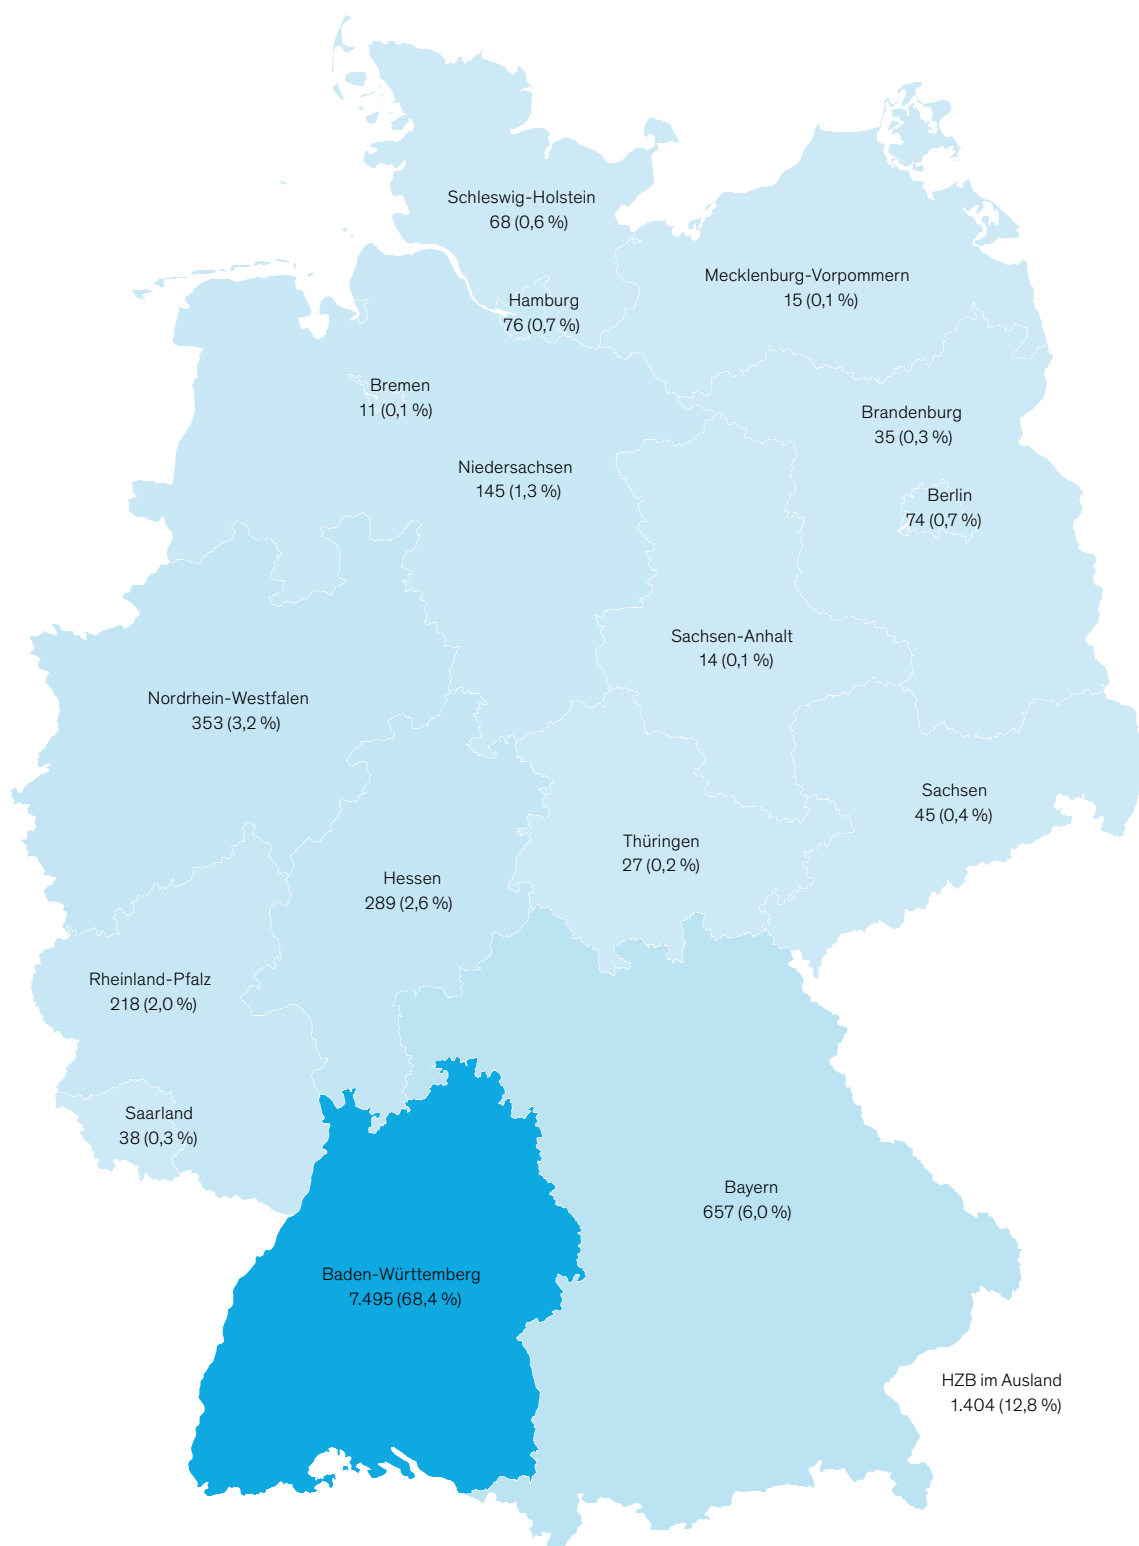 Schleswig-Holstein
68 (0,6 %)
Mecklenburg-Vorpommern
15 (0,1 %)
Hamburg
76 (0,7 %)
Bremen
11 (0,1 %)
Brandenburg
35 (0,3 %)
Niedersachsen
145 (1,3 %)
Berlin
74 (0,7 %)
Sachsen-Anhalt
14 (0,1 %)
Nordrhein-Westfalen
353 (3,2 %)
Sachsen
45 (0,4 %)
Thüringen
27 (0,2 %)
Hessen
289 (2,6 %)
Rheinland-Pfalz
218 (2,0 %)
Saarland
38 (0,3 %)
Bayern
657 (6,0 %)
Baden-Württemberg
7.495 (68,4 %)
HZB im Ausland
1.404 (12,8 %)